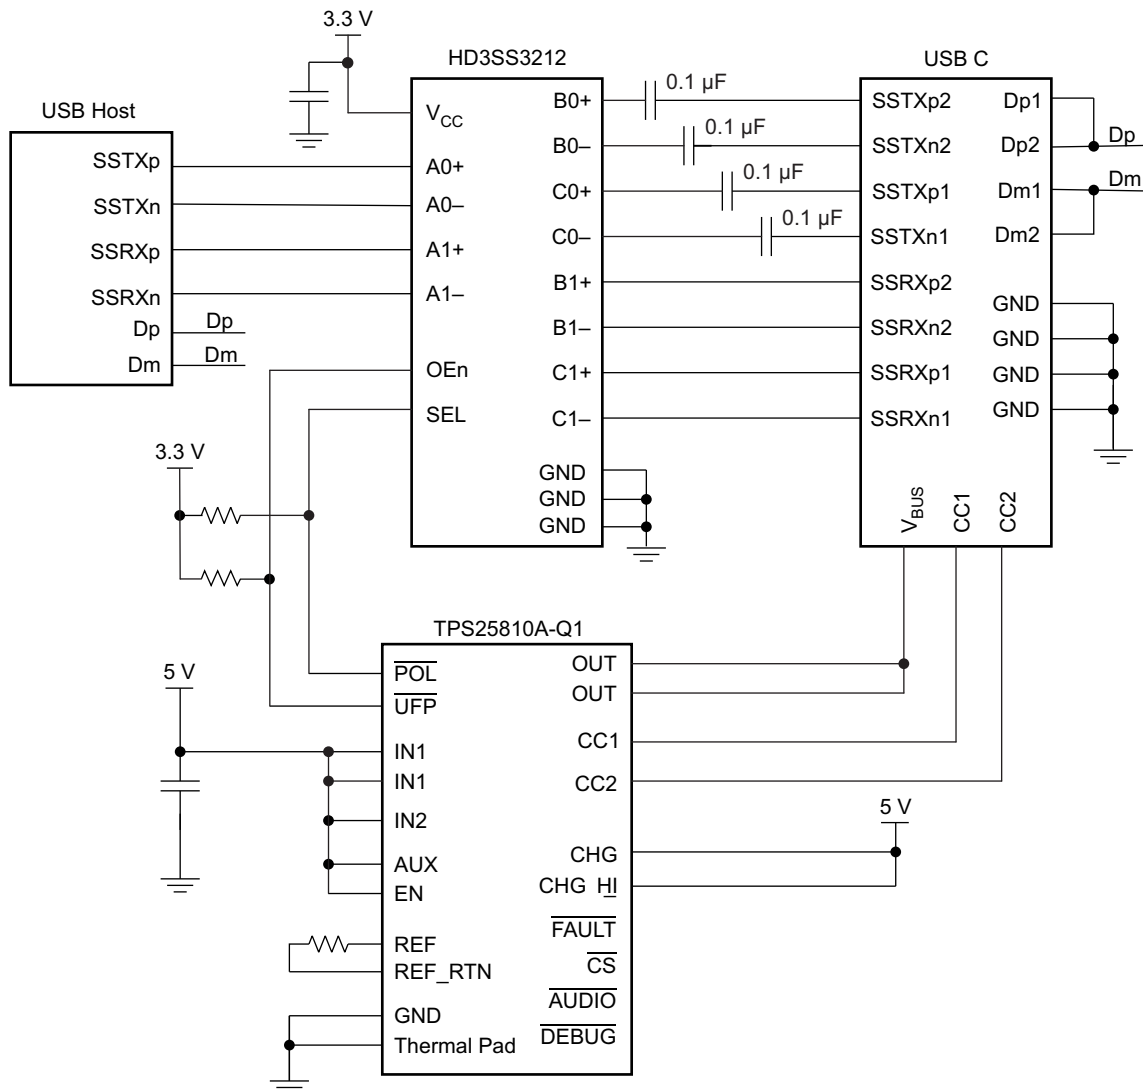 3.3 V
HD3SS3212
USB C
USB Host
VCC
A0+
A0–
A1+
A1–
OEn
SEL
B0+
B0–
C0+
C0–
B1+
B1–
C1+
C1–
GND
GND
GND
0.1 µF
0.1 µF
0.1 µF
0.1 µF
SSTXp
SSTXn
SSRXp
SSRXn
Dp
Dm
Dp
Dm
SSTXp2
SSTXn2
SSTXp1
SSTXn1
SSRXp2
SSRXn2
SSRXp1
SSRXn1
Dp1
Dp2
Dm1
Dm2
GND
GND
GND
GND
VBUS
CC1
CC2
Dp
Dm
3.3 V
TPS25810A-Q1
5 V
POL
UFP
IN1
IN1
IN2
AUX
EN
REF
REF_RTN
GND
Thermal Pad
OUT
OUT
CC1
CC2
CHG
CHG_HI
FAULT
CS
AUDIO
DEBUG
5 V